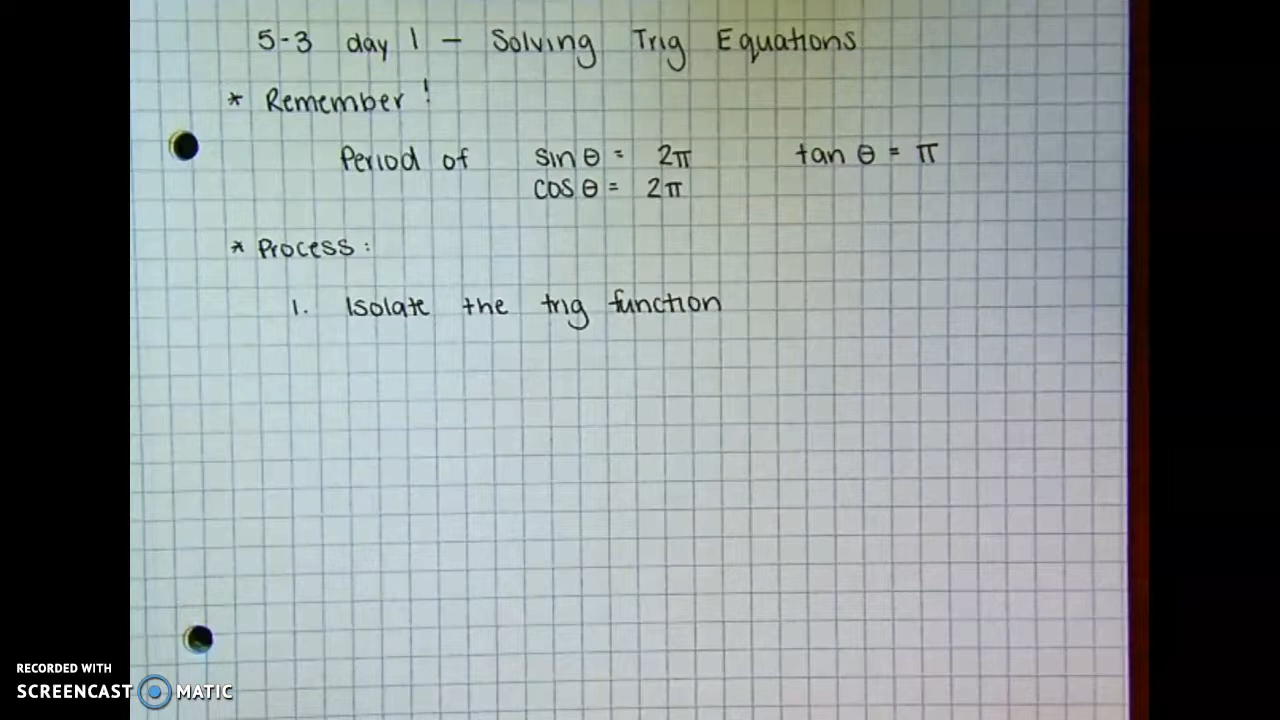 5-3 day 1 - Solving Trig Equations
* Remember!
Period of sin θ = 2π tan θ = π
cos θ = 2π
* Process:
1. Isolate the trig function
RECORDED WITH
SCREENCAST MATIC